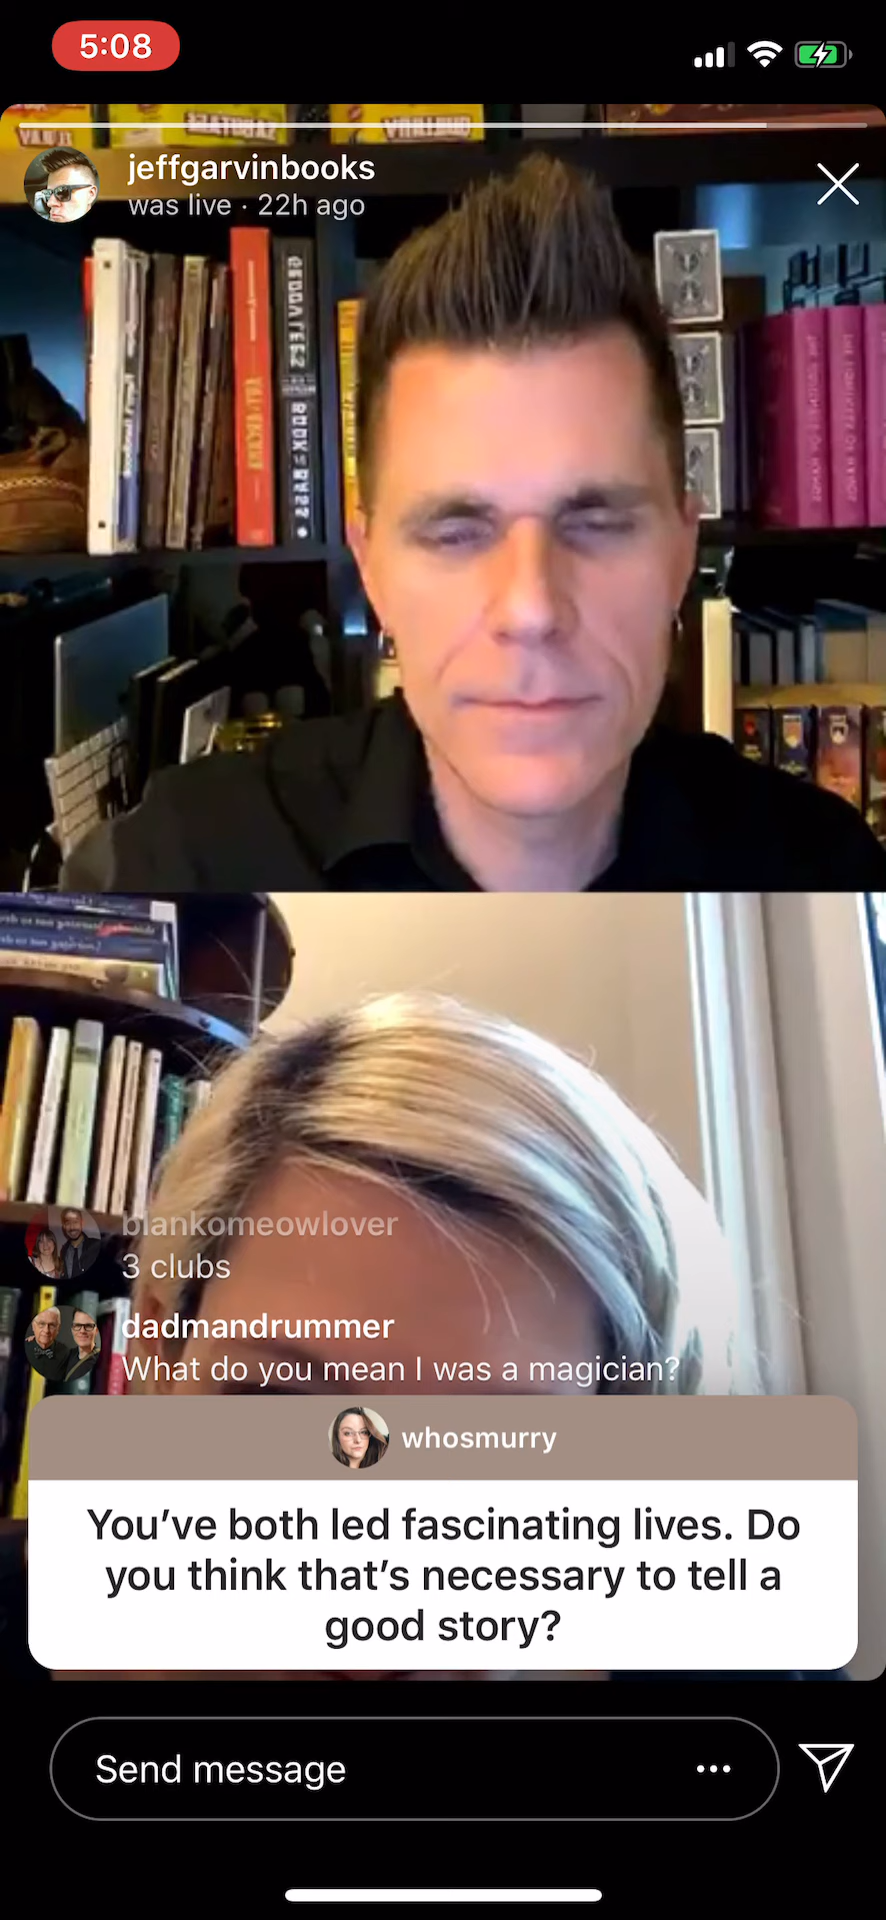 5:08
jeffgarvinbooks
was live · 22h ago
blankomeowlover
3 clubs
dadmandrummer
What do you mean I was a magician?
whosmurry
You've both led fascinating lives. Do
you think that's necessary to tell a
good story?
Send message